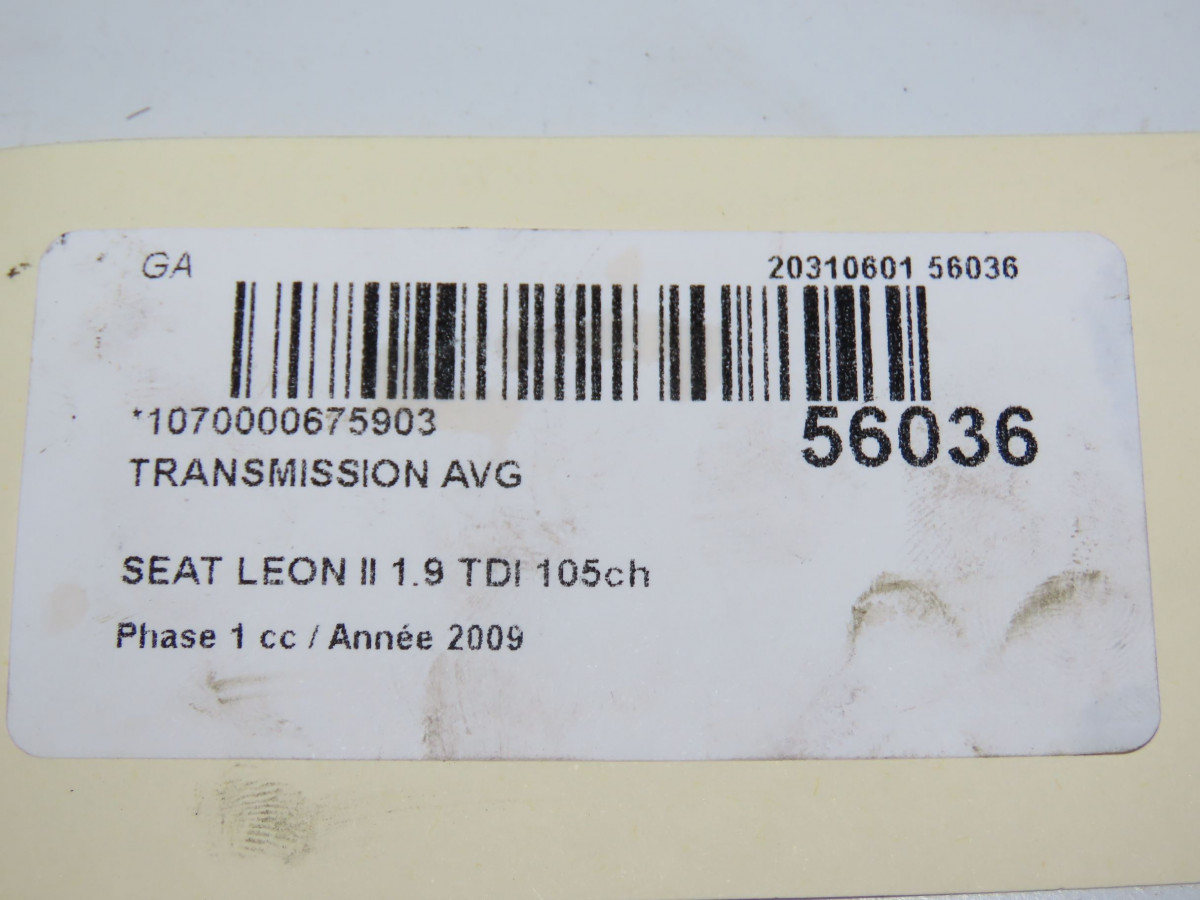 GA 20310601 56036
*1070000675903 56036
TRANSMISSION AVG
SEAT LEON II 1.9 TDI 105ch
Phase 1 cc / Année 2009